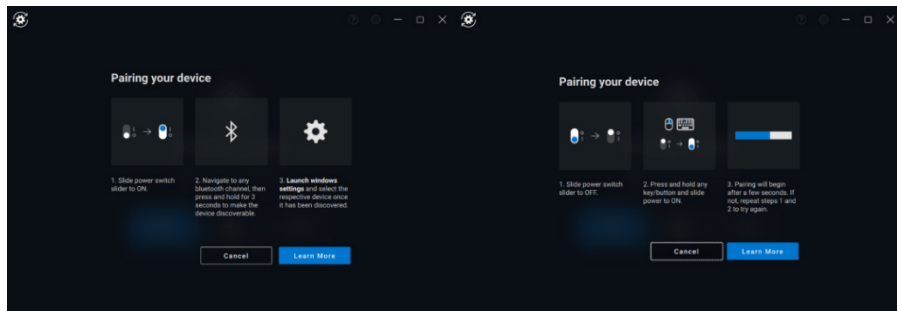 Pairing your device
1. Slide power switch
slider to ON.
2. Navigate to any
bluetooth channel, then
press and hold for 3
seconds to make the
device discoverable.
3. Launch windows
settings and select the
respective device once
it has been discovered.
Cancel
Learn More
Pairing your device
1. Slide power switch
slider to OFF.
2. Press and hold any
key/button and slide
power to ON.
3. Pairing will begin
after a few seconds. If
not, repeat steps 1 and
2 to try again.
Cancel
Learn More